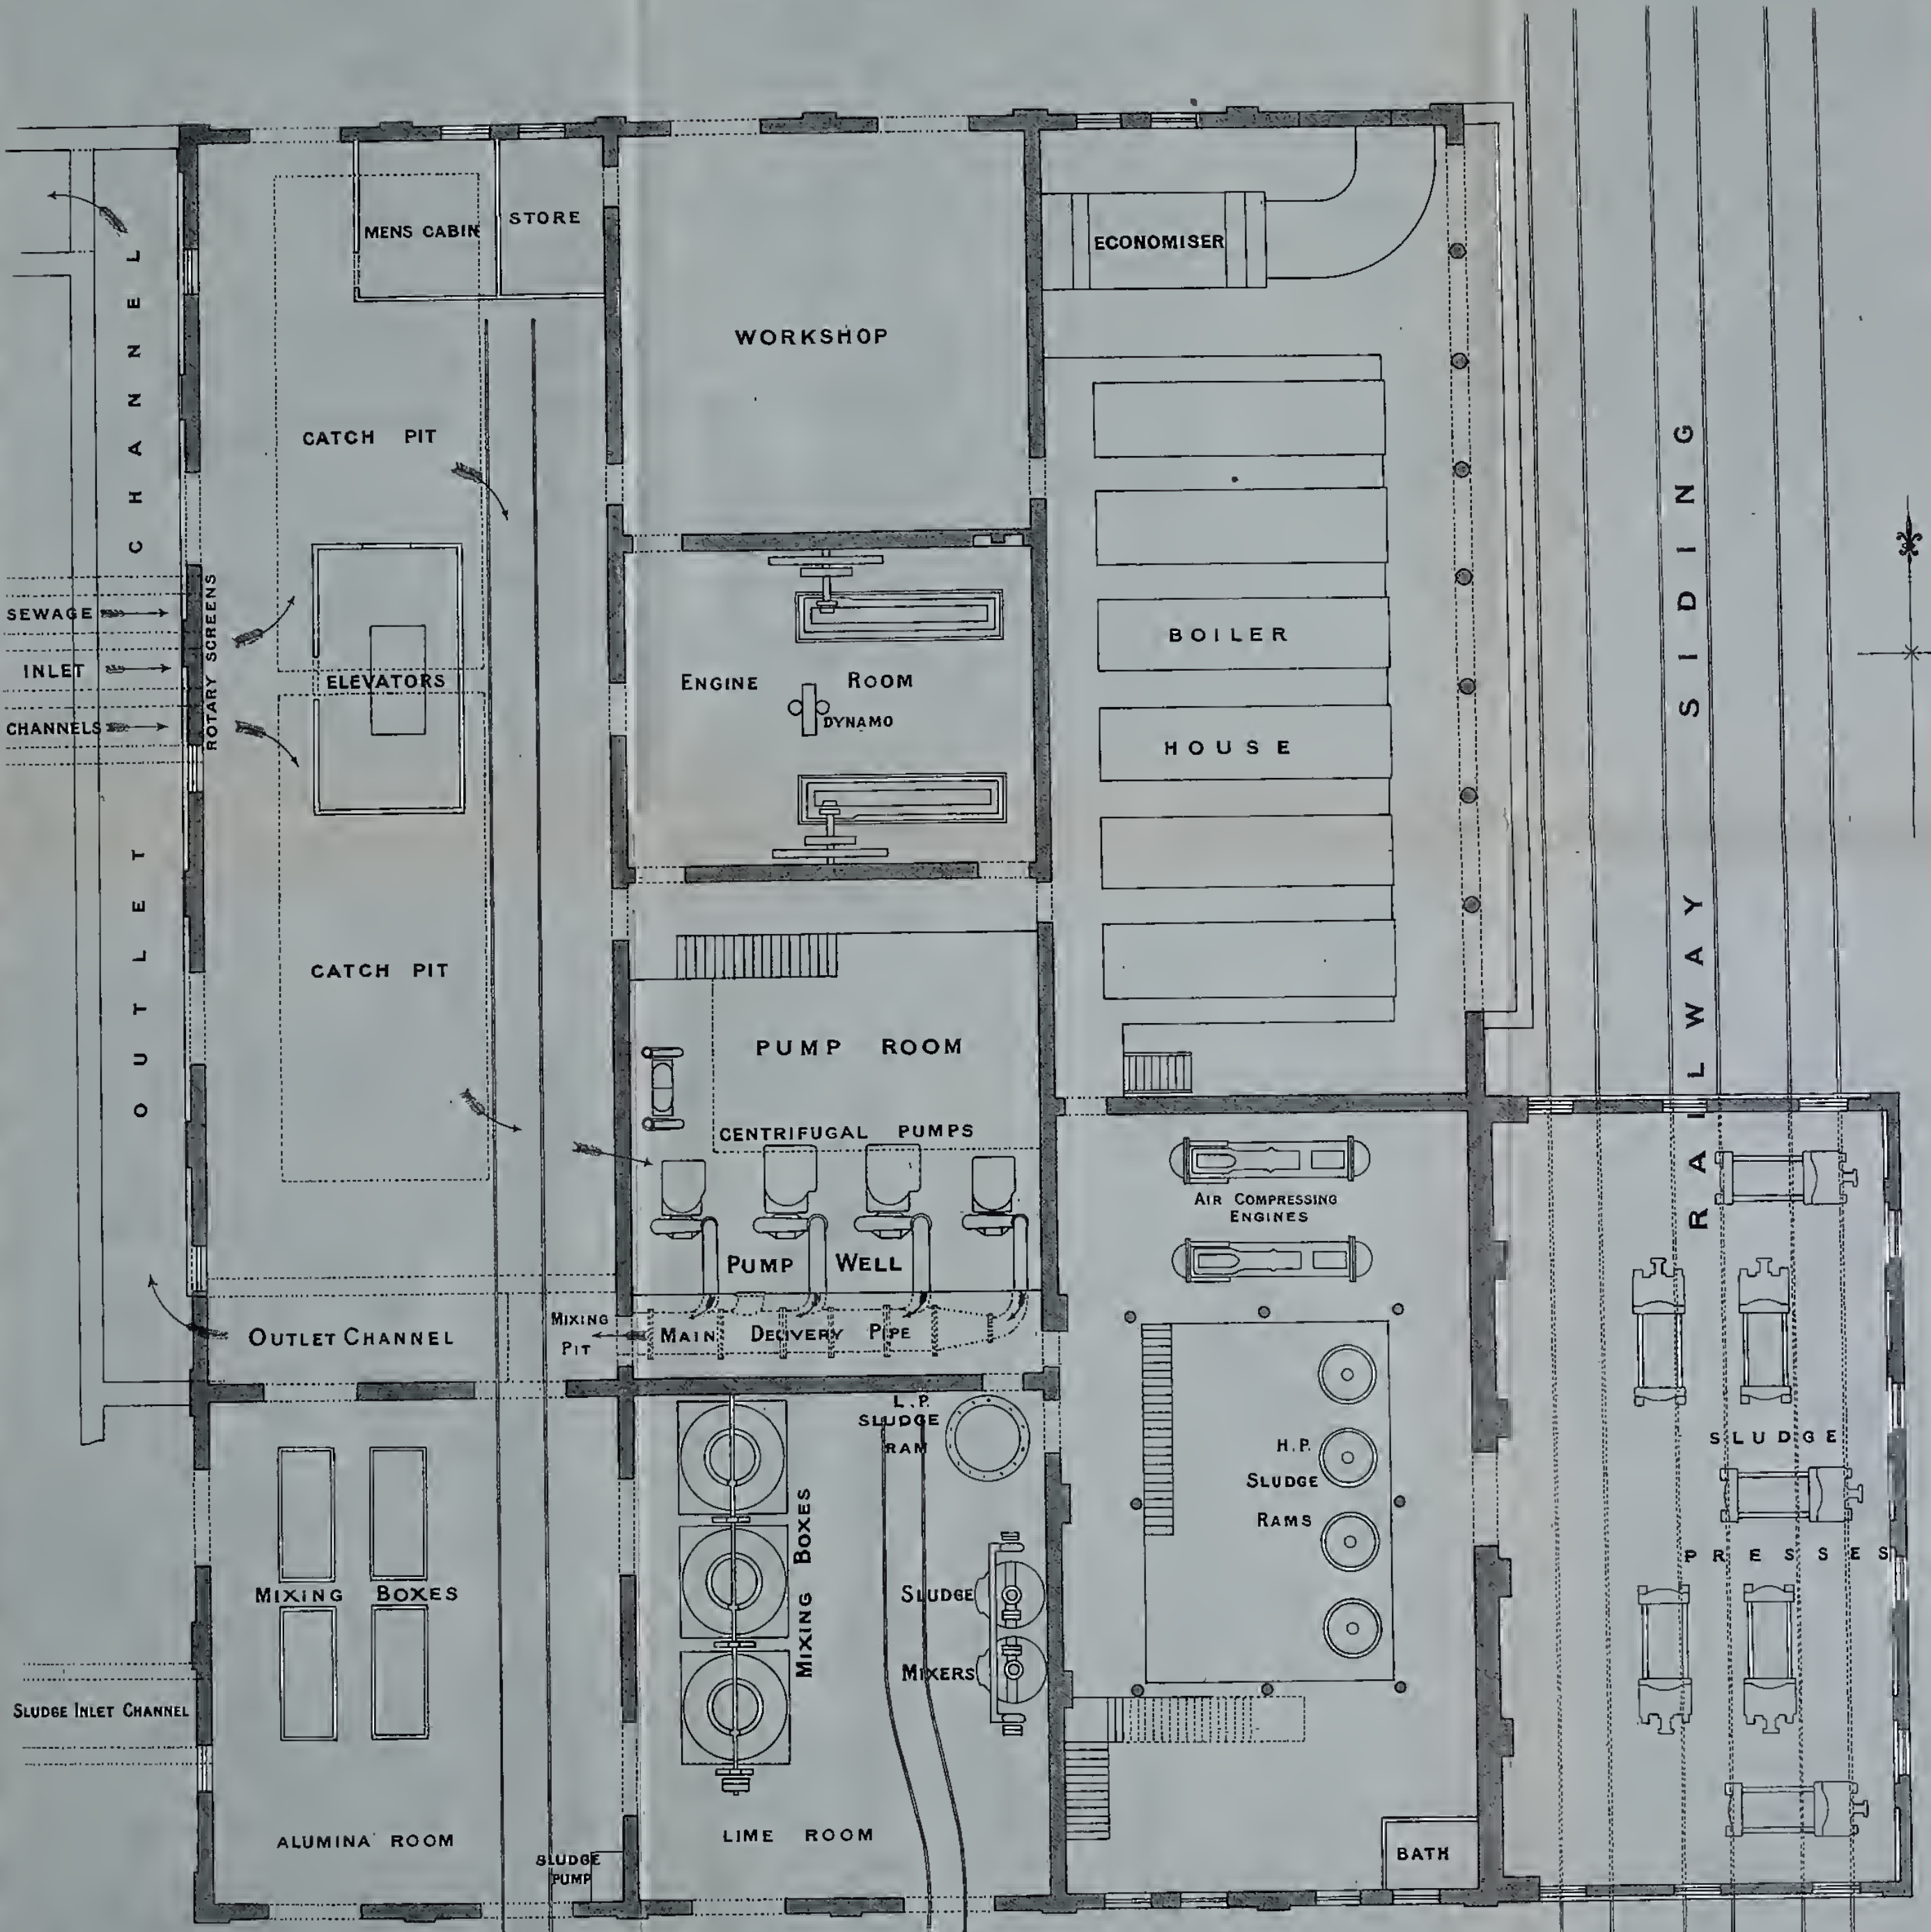 MENS CABIN
STORE
WORKSHOP
ECONOMISER
CATCH PIT
OUTLET CHANNEL
SEWAGE
INLET
CHANNELS
ROTARY SCREENS
ELEVATORS
ENGINE ROOM
DYNAMO
BOILER
HOUSE
RAILWAY SIDING
CATCH PIT
PUMP ROOM
CENTRIFUGAL PUMPS
PUMP WELL
AIR COMPRESSING
ENGINES
OUTLET CHANNEL
MIXING
PIT
MAIN DELIVERY PIPE
L.P.
SLUDGE
RAM
H.P.
SLUDGE
RAMS
SLUDGE
PRESSES
MIXING BOXES
MIXING BOXES
SLUDGE
MIXERS
SLUDGE INLET CHANNEL
ALUMINA ROOM
SLUDGE
PUMP
LIME ROOM
BATH